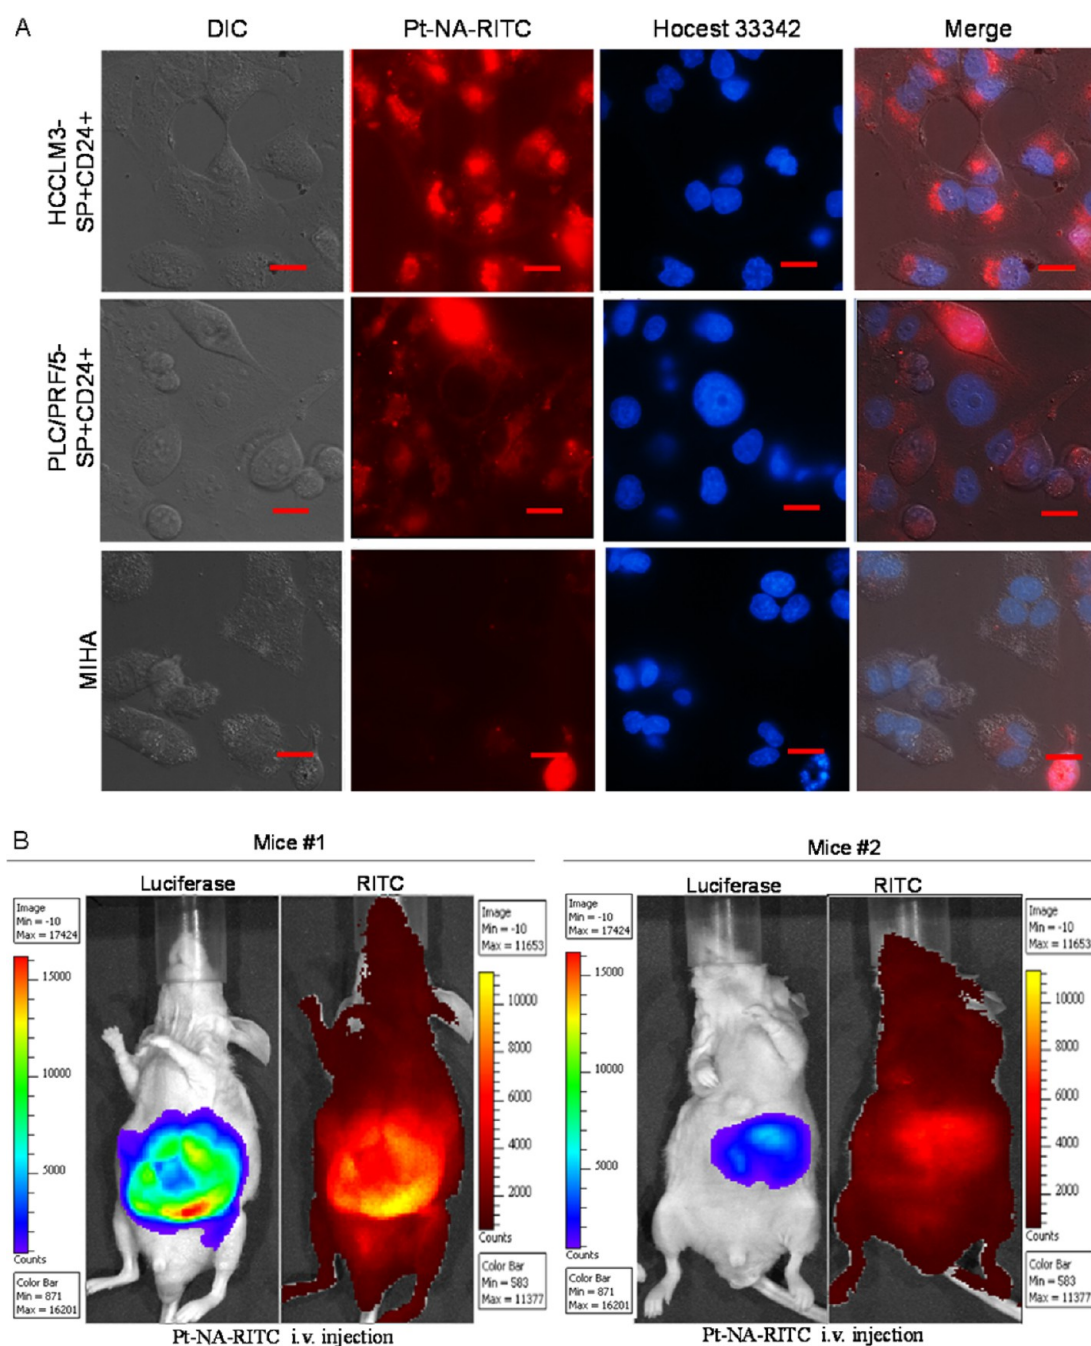 A
DIC
Pt-NA-RITC
Hocest 33342
Merge
HCCLM3-
SP+CD24+
PLC/PRF/5-
SP+CD24+
MIHA
B
Mice #1
Mice #2
Luciferase
RITC
Luciferase
RITC
Image
Min = -10
Max = 17424
15000
10000
5000
Counts
Color Bar
Min = 871
Max = 16201
Image
Min = -10
Max = 11653
10000
8000
6000
4000
2000
Counts
Color Bar
Min = 583
Max = 11377
Pt-NA-RITC i.v. injection
Image
Min = -10
Max = 17424
15000
10000
5000
Counts
Color Bar
Min = 871
Max = 16201
Image
Min = -10
Max = 11653
10000
8000
6000
4000
2000
Counts
Color Bar
Min = 583
Max = 11377
Pt-NA-RITC i.v. injection